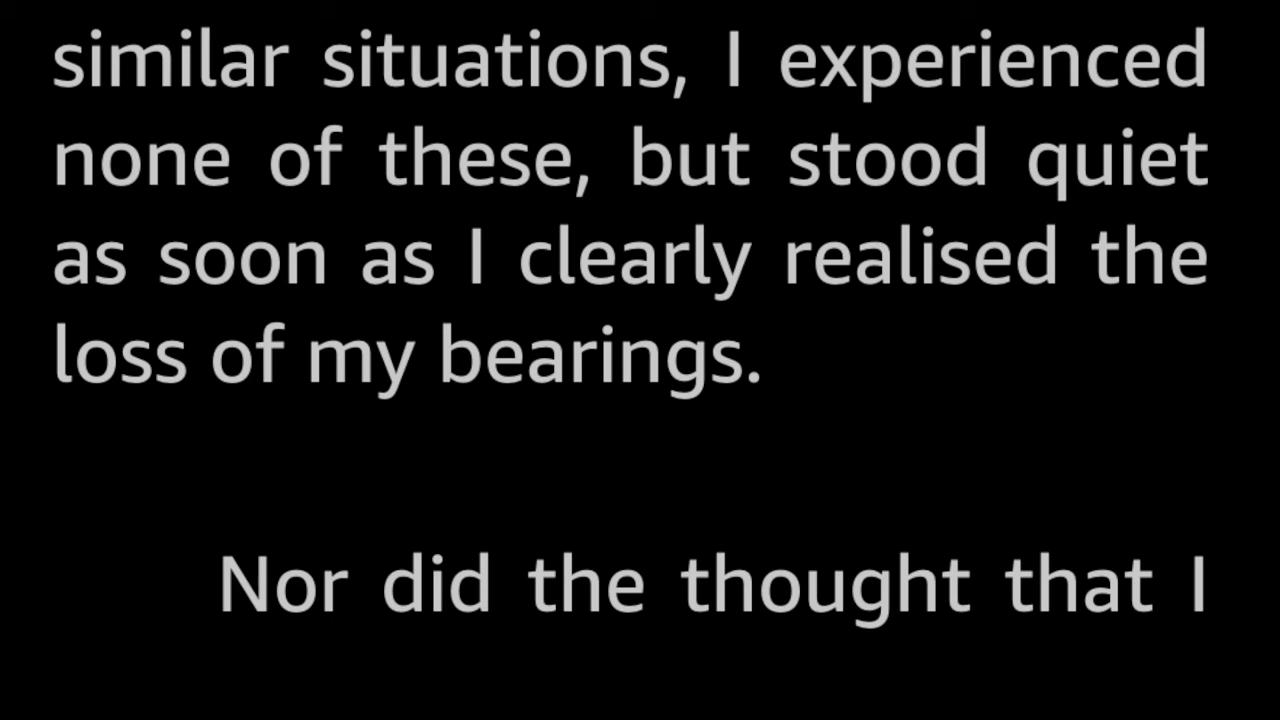 similar situations, I experienced
none of these, but stood quiet
as soon as I clearly realised the
loss of my bearings.
Nor did the thought that I